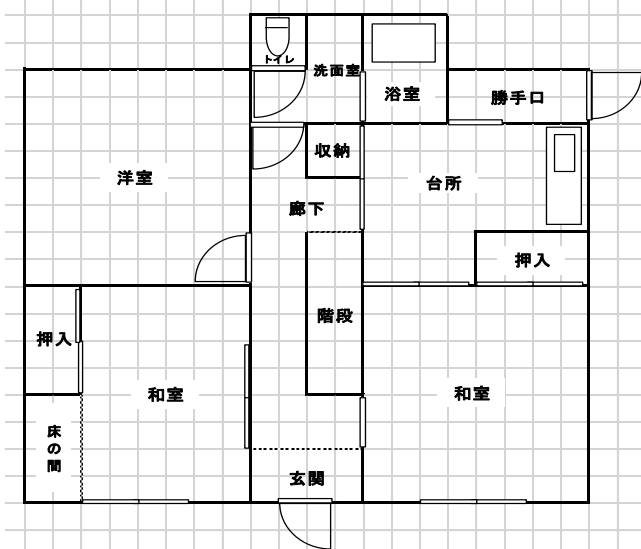 トイレ
洗面室
浴室
勝手口
洋室
収納
台所
廊下
押入
階段
押入
和室
和室
床の間
玄関